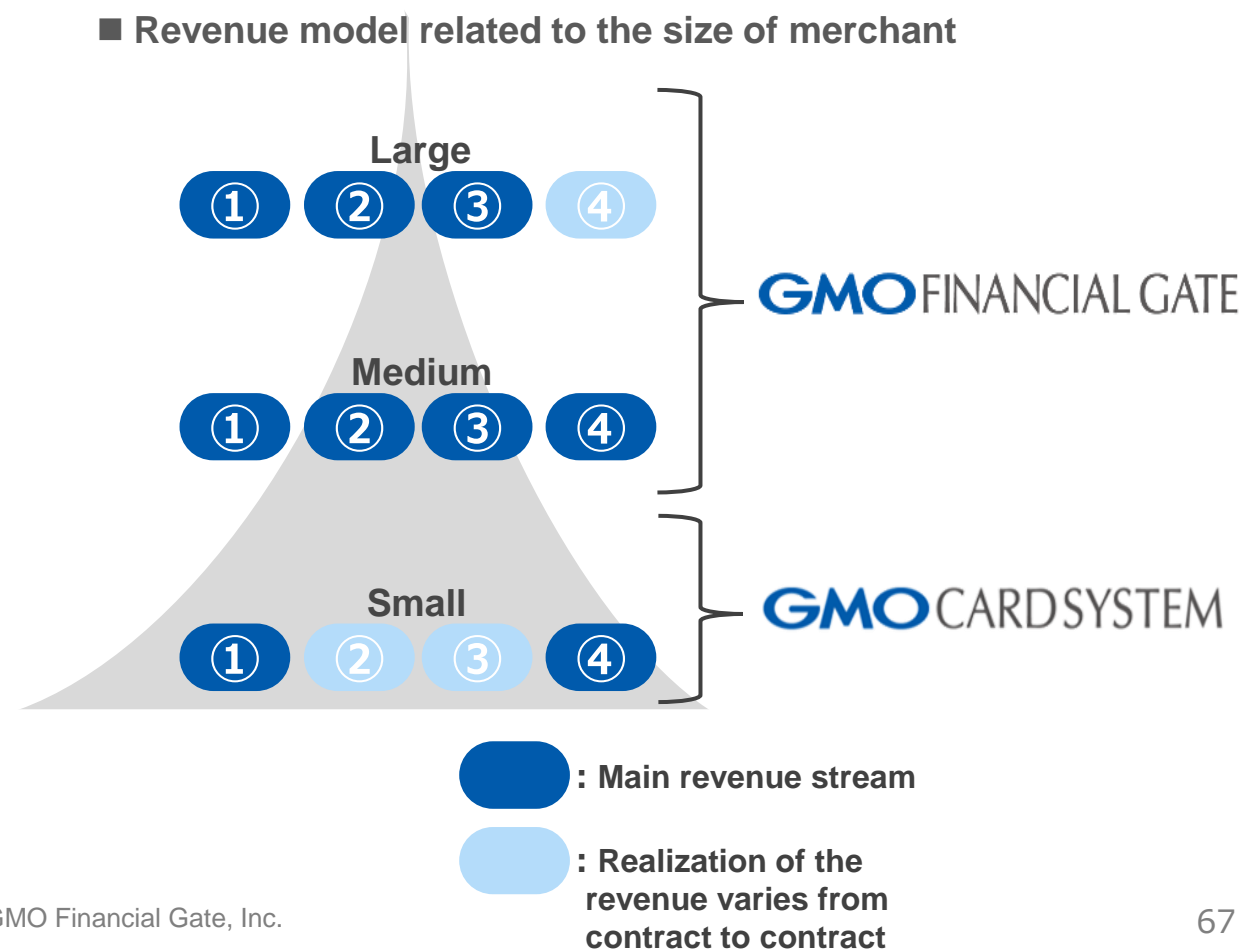 ■ Revenue model related to the size of merchant
Large
① ② ③ ④
GMO FINANCIAL GATE
Medium
① ② ③ ④
Small
① ② ③ ④
GMO CARD SYSTEM
: Main revenue stream
: Realization of the
revenue varies from
contract to contract
GMO Financial Gate, Inc.
67